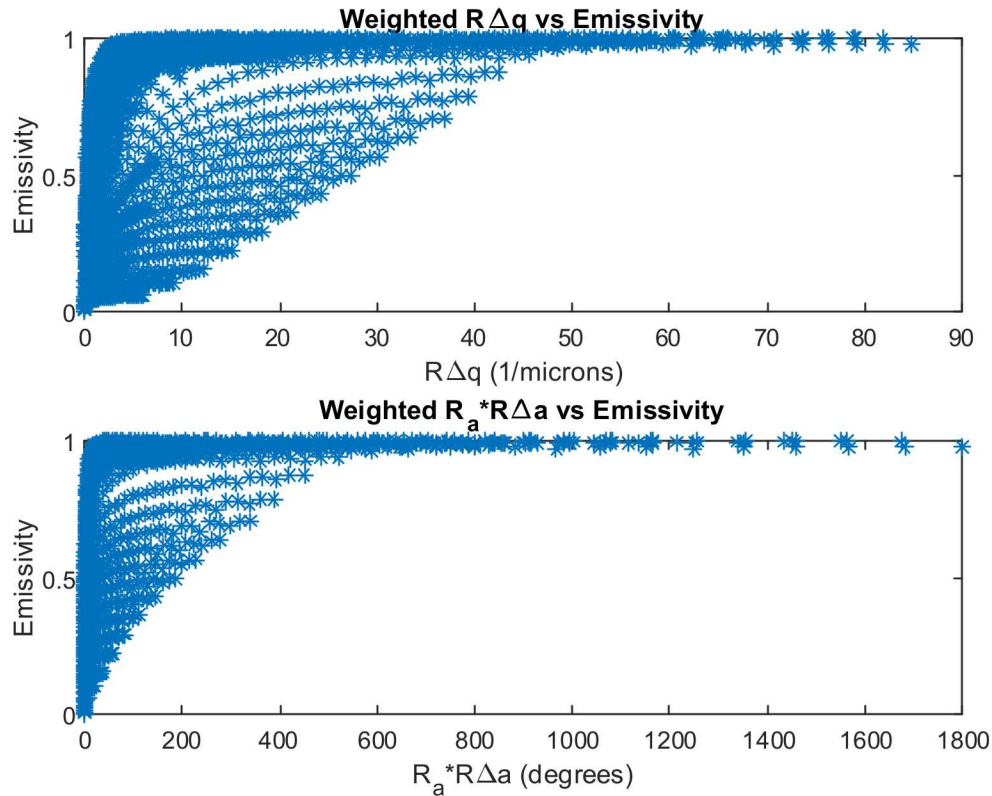 Weighted RΔq vs Emissivity
1
0.5
0
Emissivity
0 10 20 30 40 50 60 70 80 90
RΔq (1/microns)
Weighted Rₐ*RΔa vs Emissivity
1
0.5
0
Emissivity
0 200 400 600 800 1000 1200 1400 1600 1800
Rₐ*RΔa (degrees)